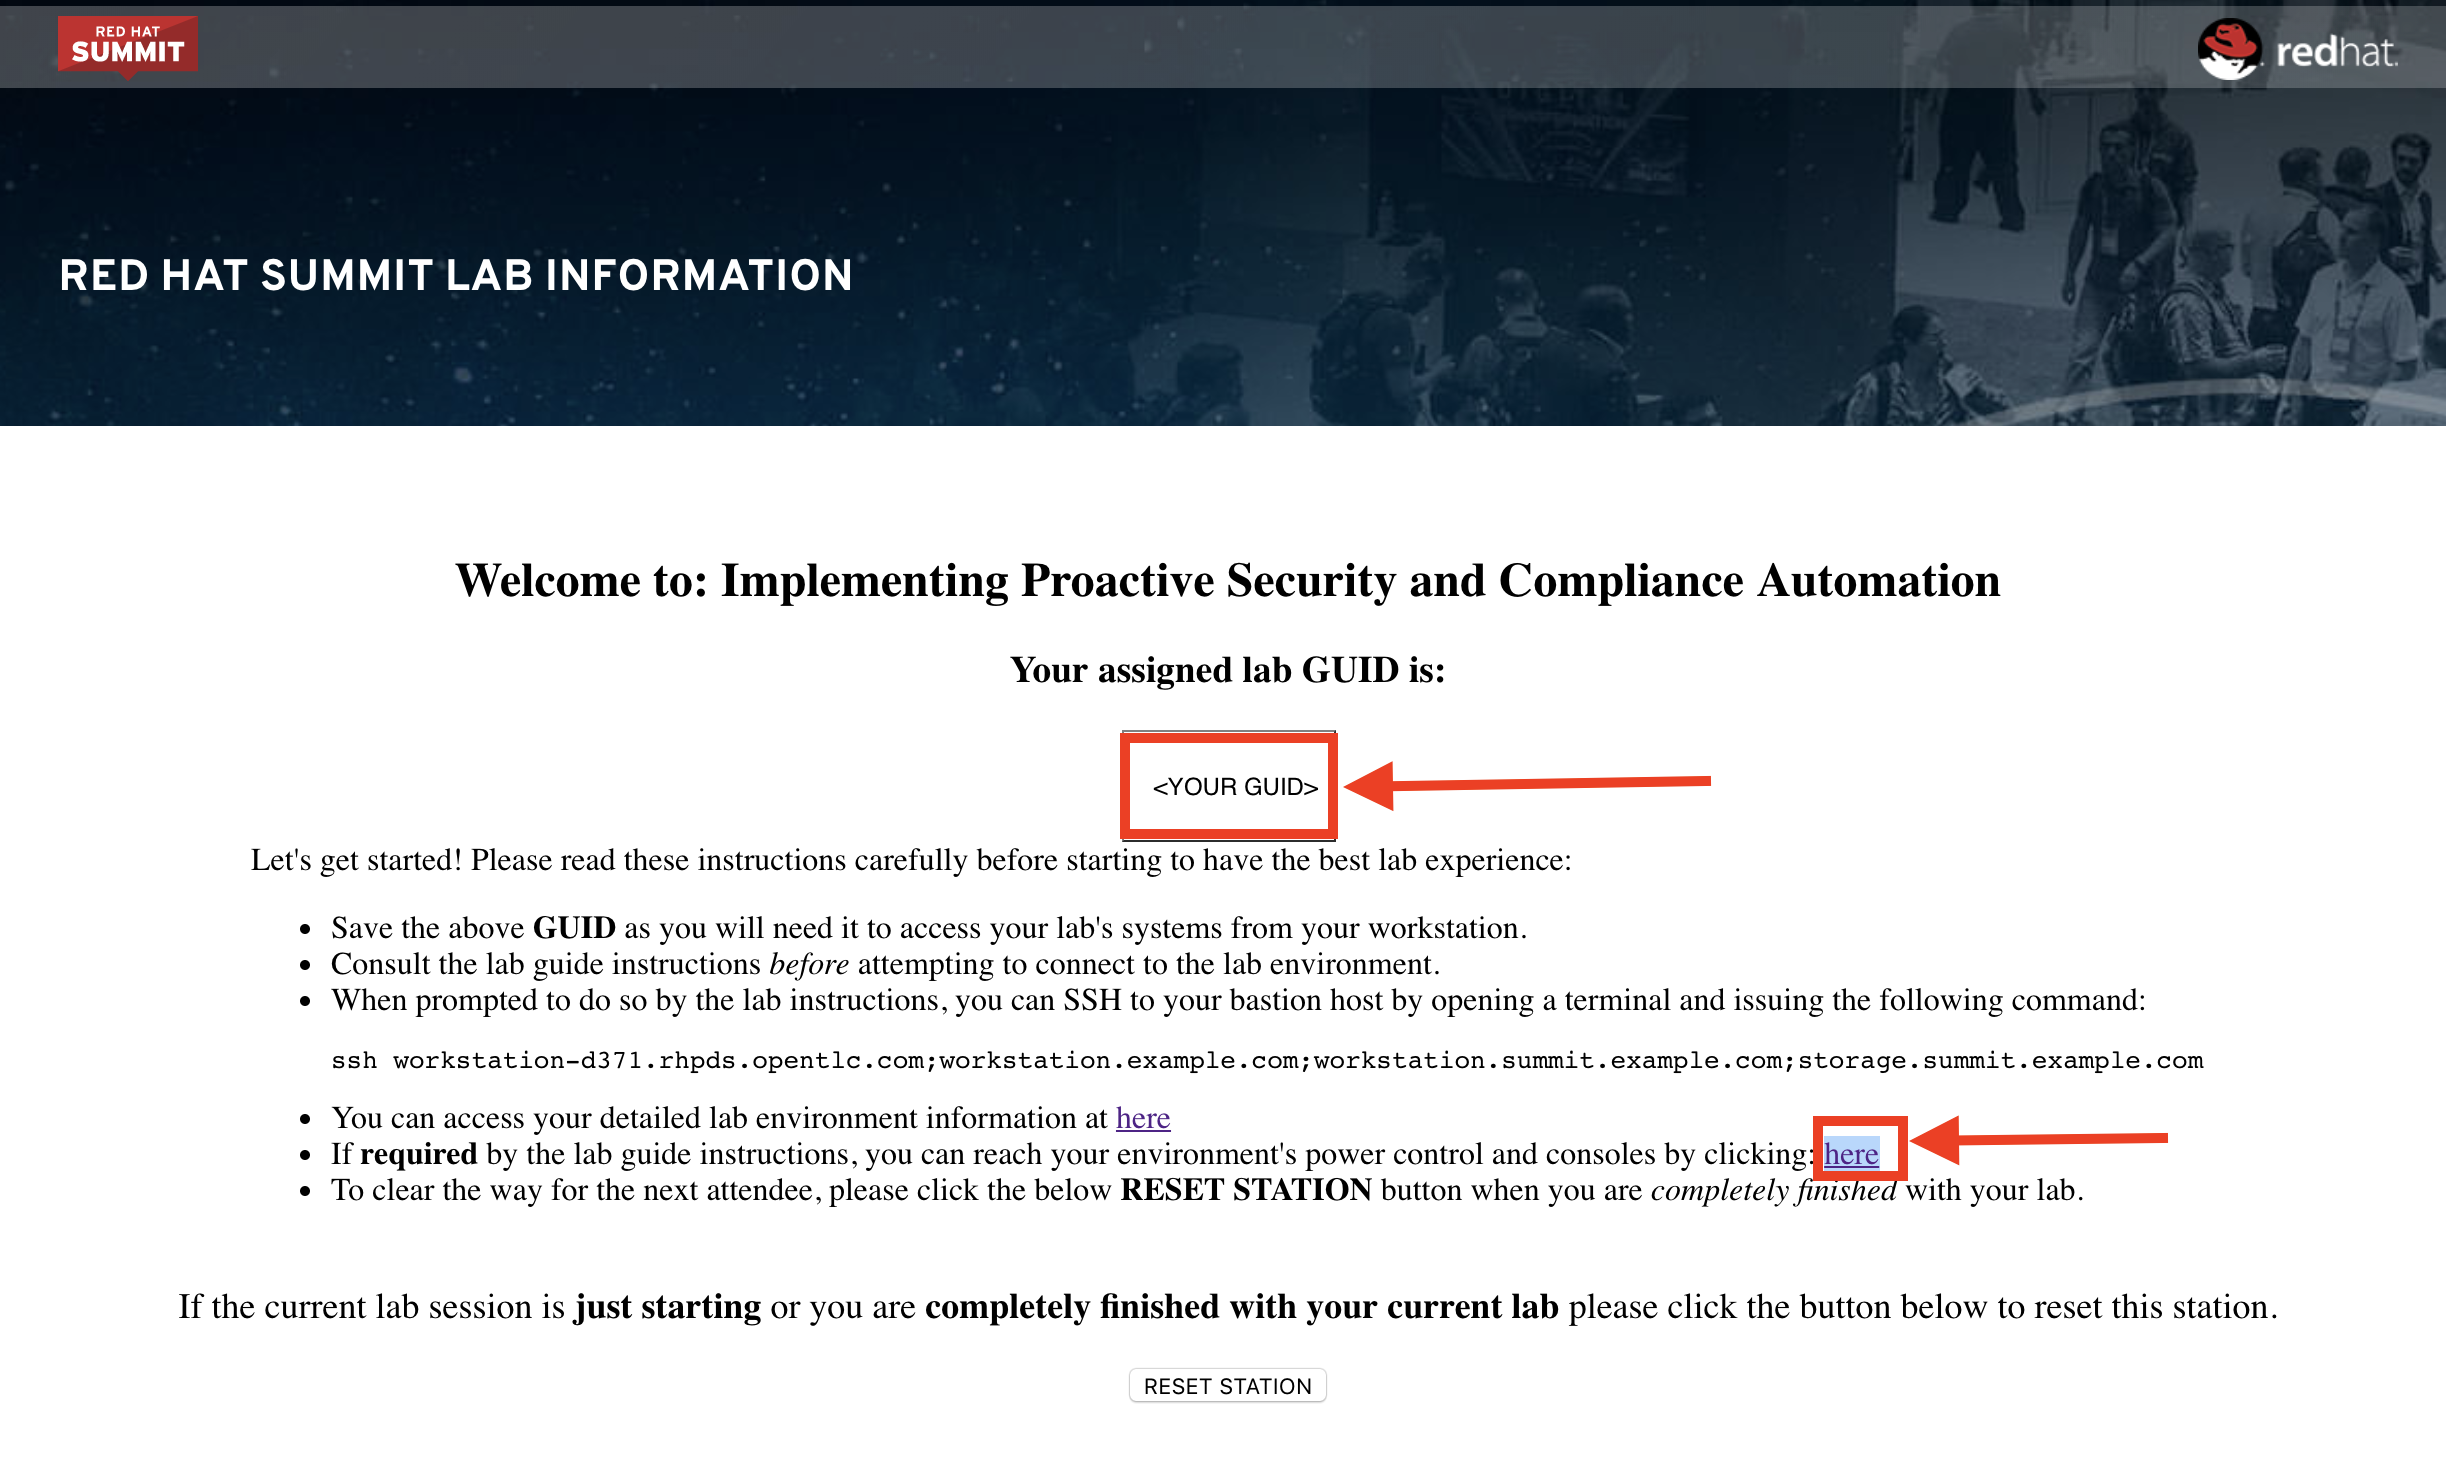 RED HAT
SUMMIT
redhat.
DIGITAL
RED HAT SUMMIT LAB INFORMATION
Welcome to: Implementing Proactive Security and Compliance Automation
Your assigned lab GUID is:
<YOUR GUID>
Let's get started! Please read these instructions carefully before starting to have the best lab experience:
• Save the above GUID as you will need it to access your lab's systems from your workstation.
• Consult the lab guide instructions before attempting to connect to the lab environment.
• When prompted to do so by the lab instructions, you can SSH to your bastion host by opening a terminal and issuing the following command:
ssh workstation-d371.rhpds.opentlc.com;workstation.example.com;workstation.summit.example.com;storage.summit.example.com
• You can access your detailed lab environment information at here
• If required by the lab guide instructions, you can reach your environment's power control and consoles by clicking: here
• To clear the way for the next attendee, please click the below RESET STATION button when you are completely finished with your lab.
If the current lab session is just starting or you are completely finished with your current lab please click the button below to reset this station.
RESET STATION